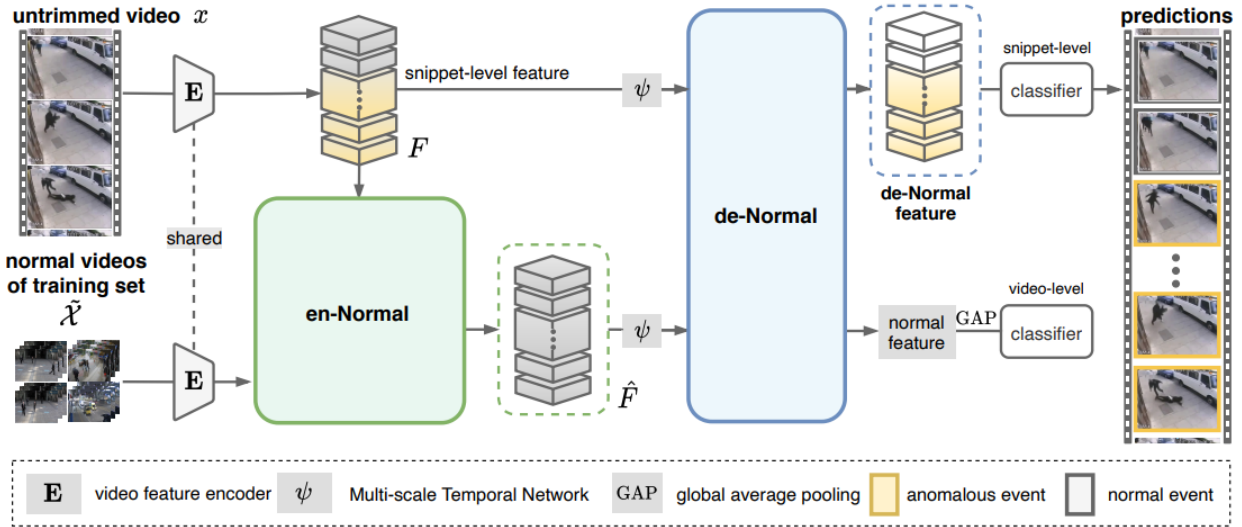 untrimmed video x
E
snippet-level feature
F
ψ
shared
normal videos
of training set
𝒳̃
E
en-Normal
F̂
ψ
de-Normal
de-Normal
feature
snippet-level
classifier
predictions
normal
feature
GAP
video-level
classifier
E video feature encoder ψ Multi-scale Temporal Network GAP global average pooling anomalous event normal event